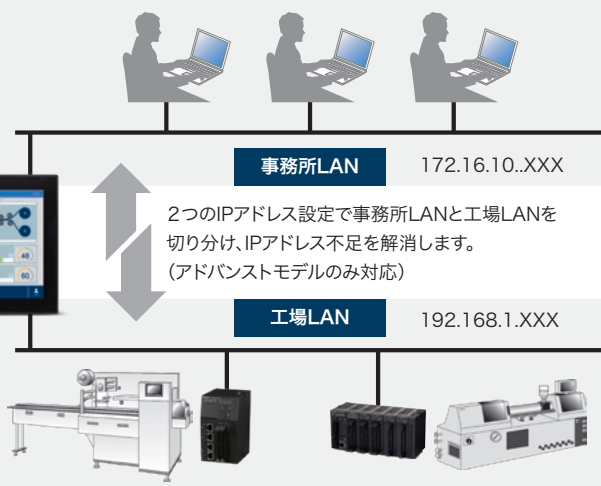 事務所LAN
172.16.10..XXX
2つのIPアドレス設定で事務所LANと工場LANを
切り分け、IPアドレス不足を解消します。
（アドバンストモデルのみ対応）
48
60
工場LAN
192.168.1.XXX